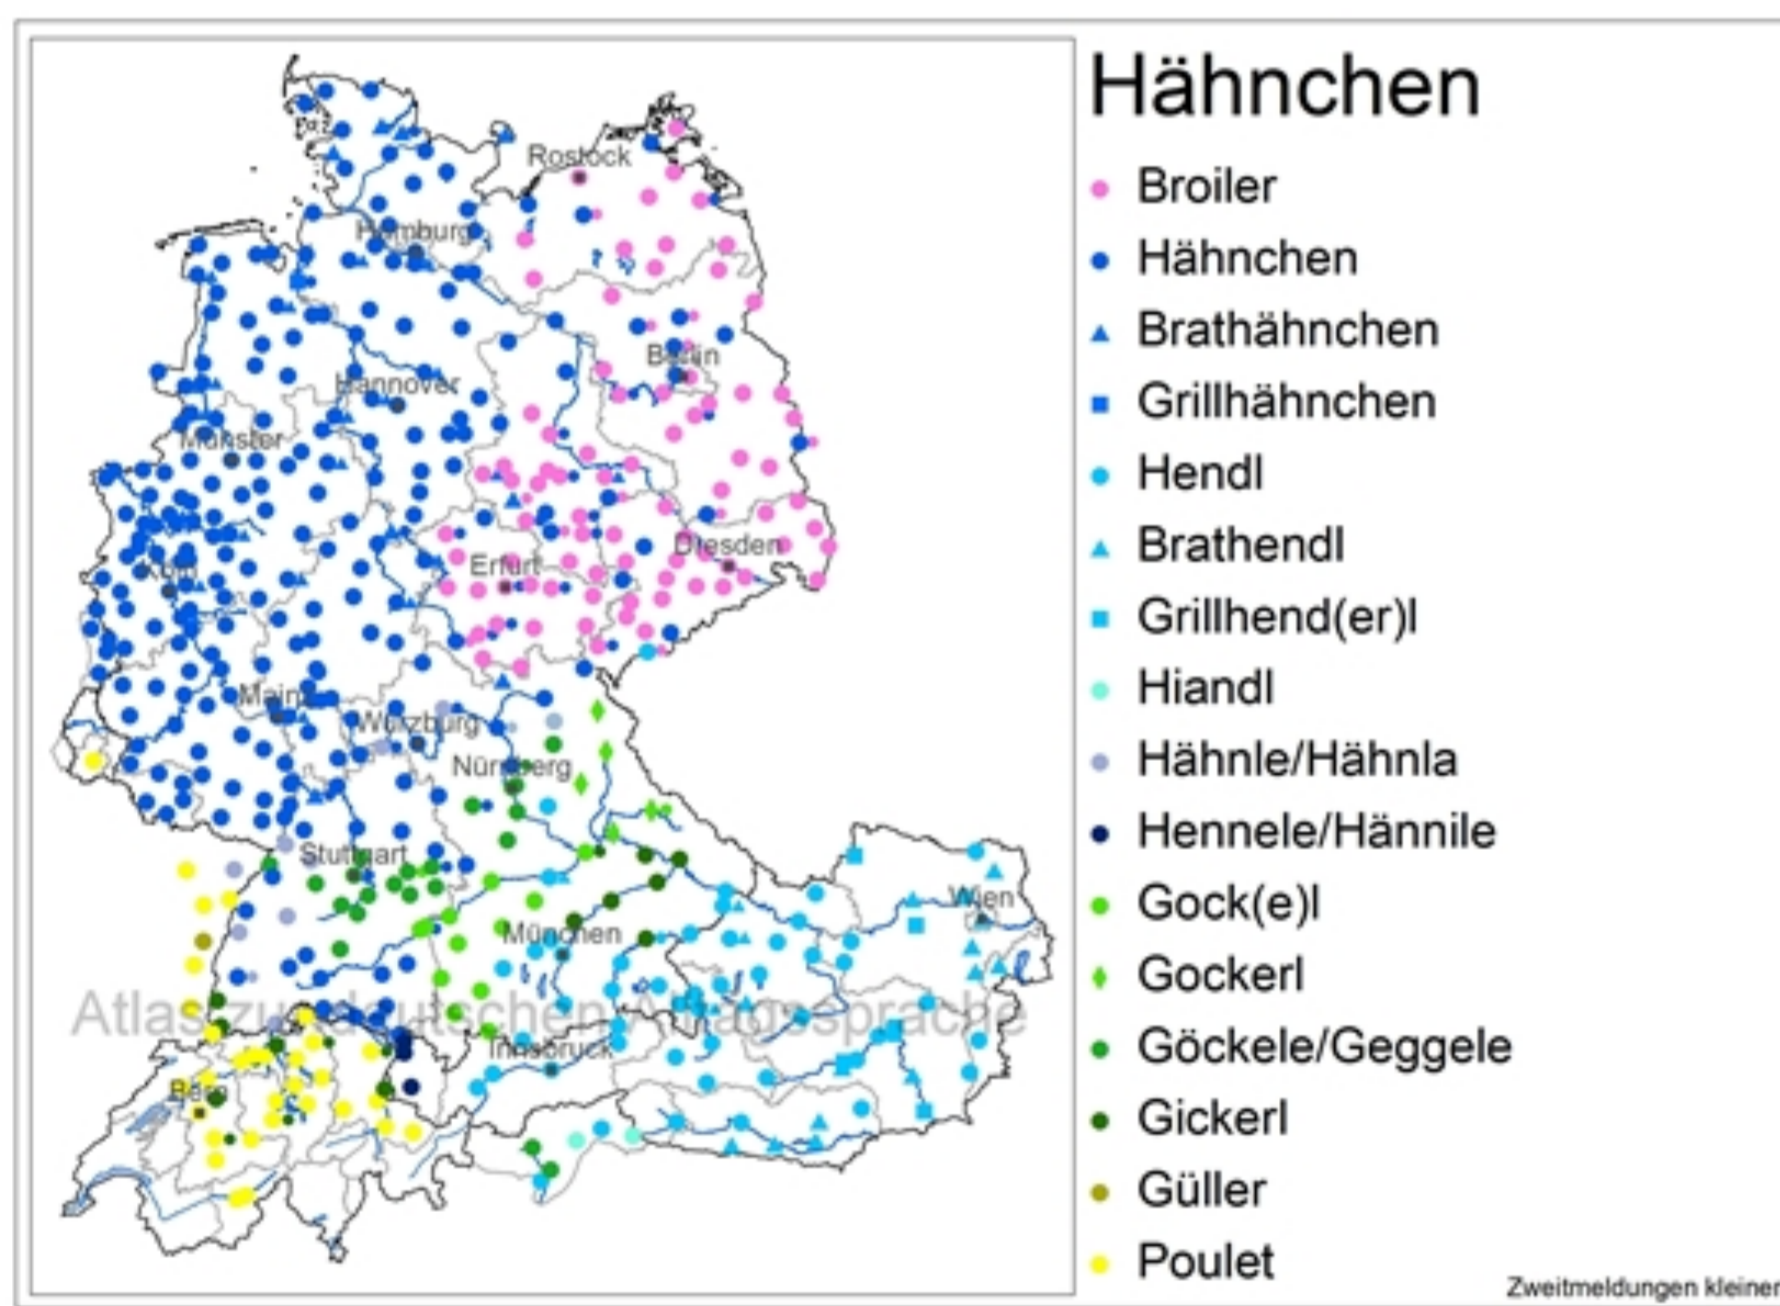 Hähnchen
Broiler
Hähnchen
Brathähnchen
Grillhähnchen
Hendl
Brathendl
Grillhend(er)l
Hiandl
Hähnle/Hähnla
Hennele/Hännile
Gock(e)l
Gockerl
Göckele/Geggele
Gickerl
Güller
Poulet
Zweitmeldungen kleiner
Rostock
Hamburg
Berlin
Hannover
Münster
Dresden
Erfurt
Köln
Mainz
Würzburg
Nürnberg
Stuttgart
Wien
München
Atlas zur deutschen Alltagssprache
Innsbruck
Bern